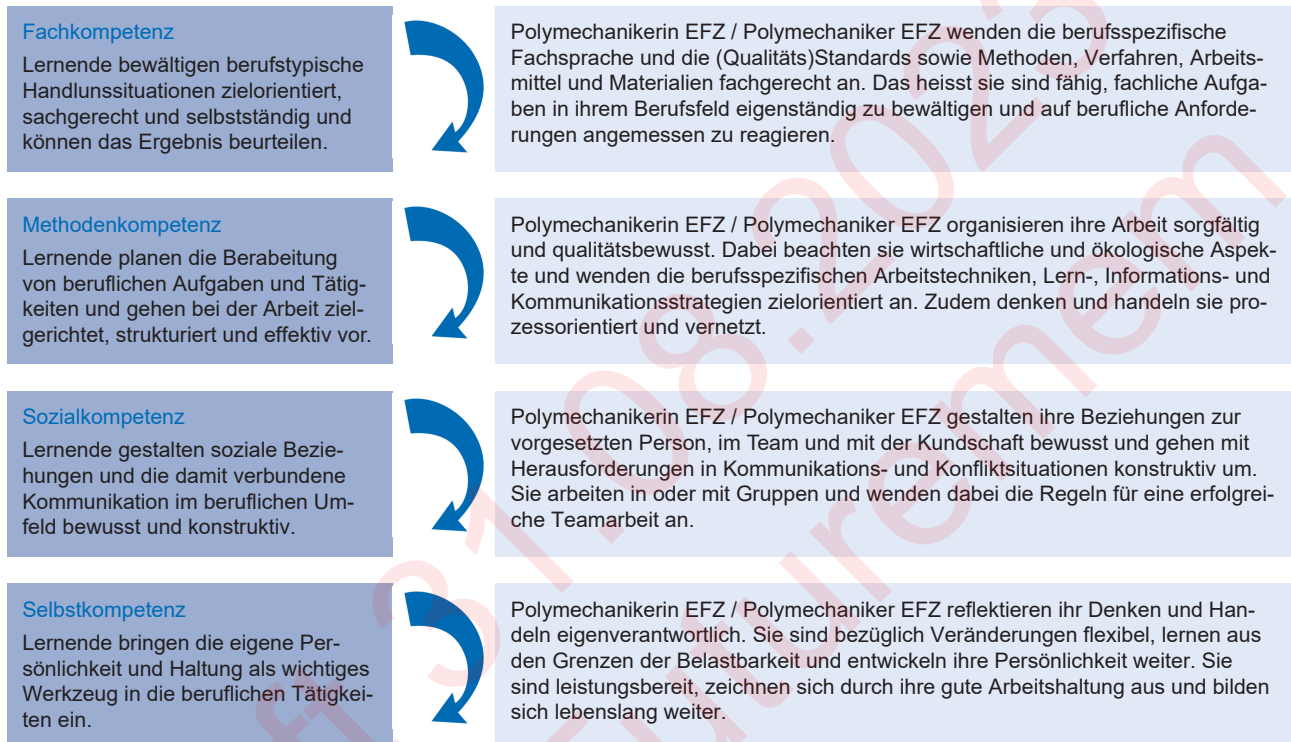 Fachkompetenz
Lernende bewältigen berufstypische
Handlunssituationen zielorientiert,
sachgerecht und selbstständig und
können das Ergebnis beurteilen.
Polymechanikerin EFZ / Polymechaniker EFZ wenden die berufsspezifische
Fachsprache und die (Qualitäts)Standards sowie Methoden, Verfahren, Arbeits-
mittel und Materialien fachgerecht an. Das heisst sie sind fähig, fachliche Aufga-
ben in ihrem Berufsfeld eigenständig zu bewältigen und auf berufliche Anforde-
rungen angemessen zu reagieren.
Methodenkompetenz
Lernende planen die Berabeitung
von beruflichen Aufgaben und Tätig-
keiten und gehen bei der Arbeit ziel-
gerichtet, strukturiert und effektiv vor.
Polymechanikerin EFZ / Polymechaniker EFZ organisieren ihre Arbeit sorgfältig
und qualitätsbewusst. Dabei beachten sie wirtschaftliche und ökologische Aspek-
te und wenden die berufsspezifischen Arbeitstechniken, Lern-, Informations- und
Kommunikationsstrategien zielorientiert an. Zudem denken und handeln sie pro-
zessorientiert und vernetzt.
Sozialkompetenz
Lernende gestalten soziale Bezie-
hungen und die damit verbundene
Kommunikation im beruflichen Um-
feld bewusst und konstruktiv.
Polymechanikerin EFZ / Polymechaniker EFZ gestalten ihre Beziehungen zur
vorgesetzten Person, im Team und mit der Kundschaft bewusst und gehen mit
Herausforderungen in Kommunikations- und Konfliktsituationen konstruktiv um.
Sie arbeiten in oder mit Gruppen und wenden dabei die Regeln für eine erfolgrei-
che Teamarbeit an.
Selbstkompetenz
Lernende bringen die eigene Per-
sönlichkeit und Haltung als wichtiges
Werkzeug in die beruflichen Tätigkei-
ten ein.
Polymechanikerin EFZ / Polymechaniker EFZ reflektieren ihr Denken und Han-
deln eigenverantwortlich. Sie sind bezüglich Veränderungen flexibel, lernen aus
den Grenzen der Belastbarkeit und entwickeln ihre Persönlichkeit weiter. Sie
sind leistungsbereit, zeichnen sich durch ihre gute Arbeitshaltung aus und bilden
sich lebenslang weiter.
31.08.2023
uturemem